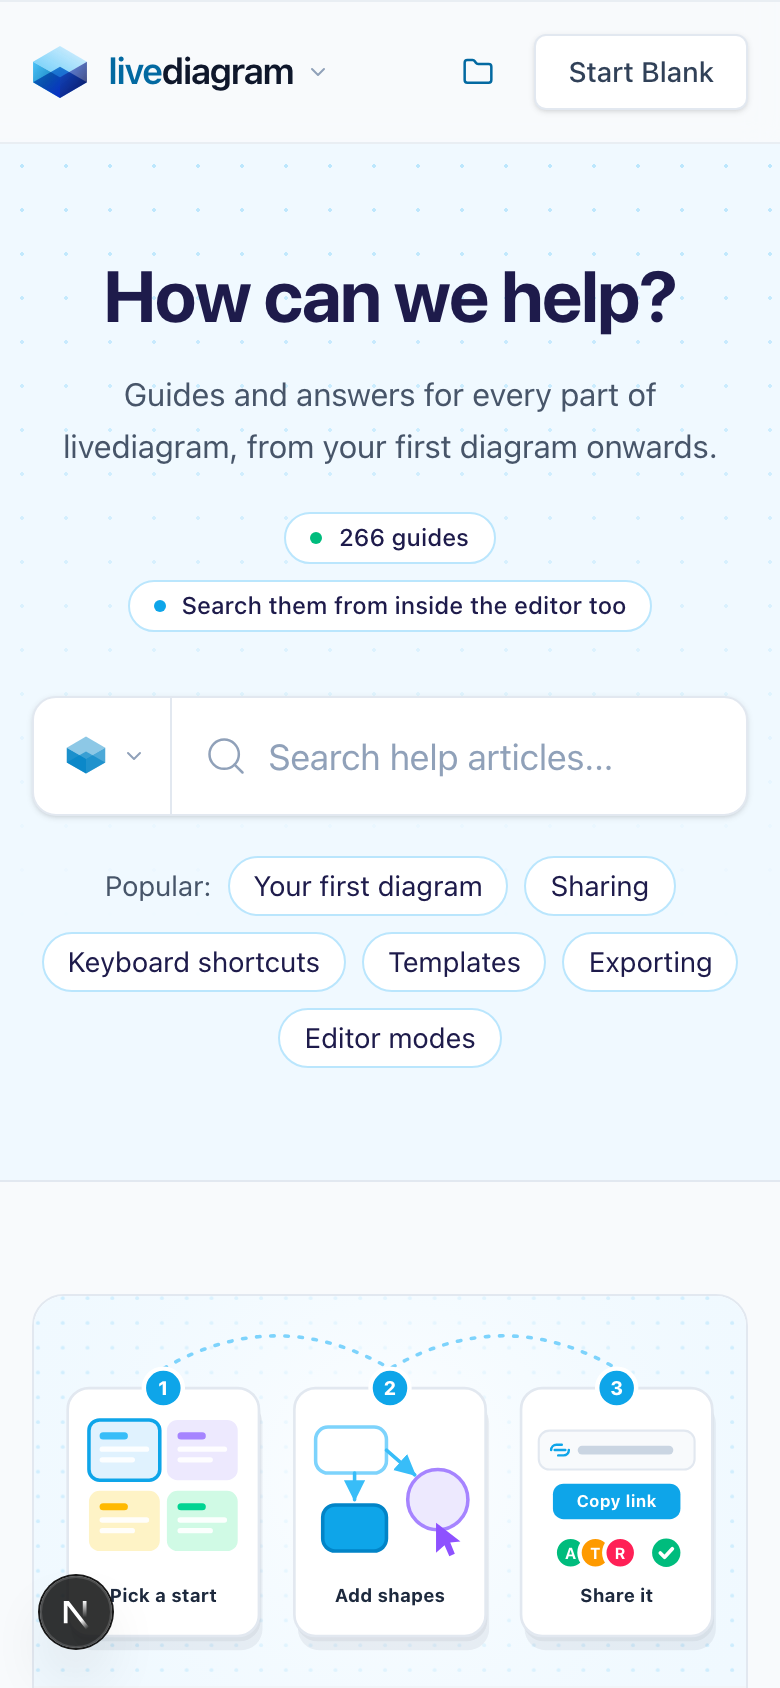 livediagram
Start Blank
How can we help?
Guides and answers for every part of
livediagram, from your first diagram onwards.
266 guides
Search them from inside the editor too
Search help articles...
Popular: Your first diagram Sharing
Keyboard shortcuts Templates Exporting
Editor modes
1 2 3
Copy link
A T R
N
Pick a start Add shapes Share it